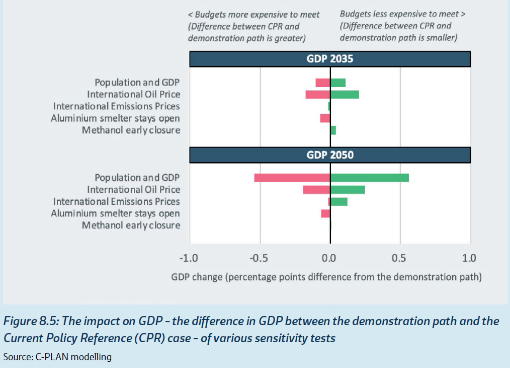 < Budgets more expensive to meet
(Difference between CPR and
demonstration path is greater)
Budgets less expensive to meet >
(Difference between CPR and
demonstration path is smaller)
GDP 2035
Population and GDP
International Oil Price
International Emissions Prices
Aluminium smelter stays open
Methanol early closure
GDP 2050
Population and GDP
International Oil Price
International Emissions Prices
Aluminium smelter stays open
Methanol early closure
-1.0 -0.5 0.0 0.5 1.0
GDP change (percentage points difference from the demonstration path)
Figure 8.5: The impact on GDP - the difference in GDP between the demonstration path and the
Current Policy Reference (CPR) case - of various sensitivity tests
Source: C-PLAN modelling